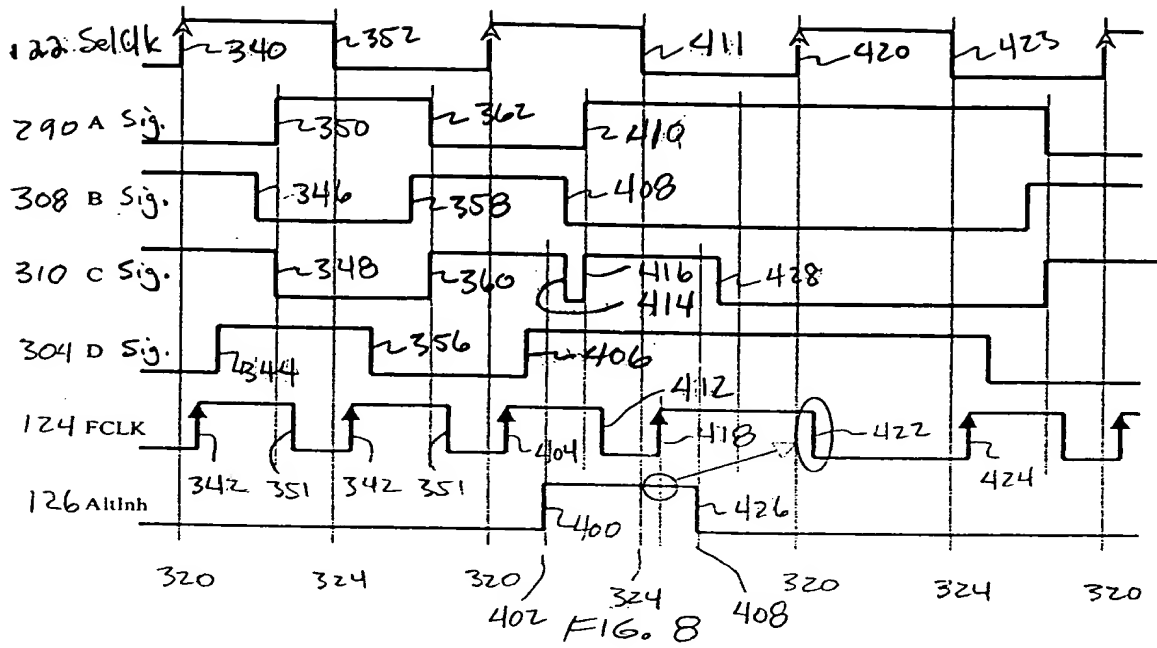 122 Sel.Clk 340 352 411 420 423
290 A Sig. 350 362 410
308 B Sig. 346 358 408
310 C Sig. 348 360 416 414 428
304 D Sig. 344 356 406 412
124 FCLK 342 351 342 351 404 418 422 424
126 AltInh 400 426
320 324 320 402 324 408 320 324 320
FIG. 8